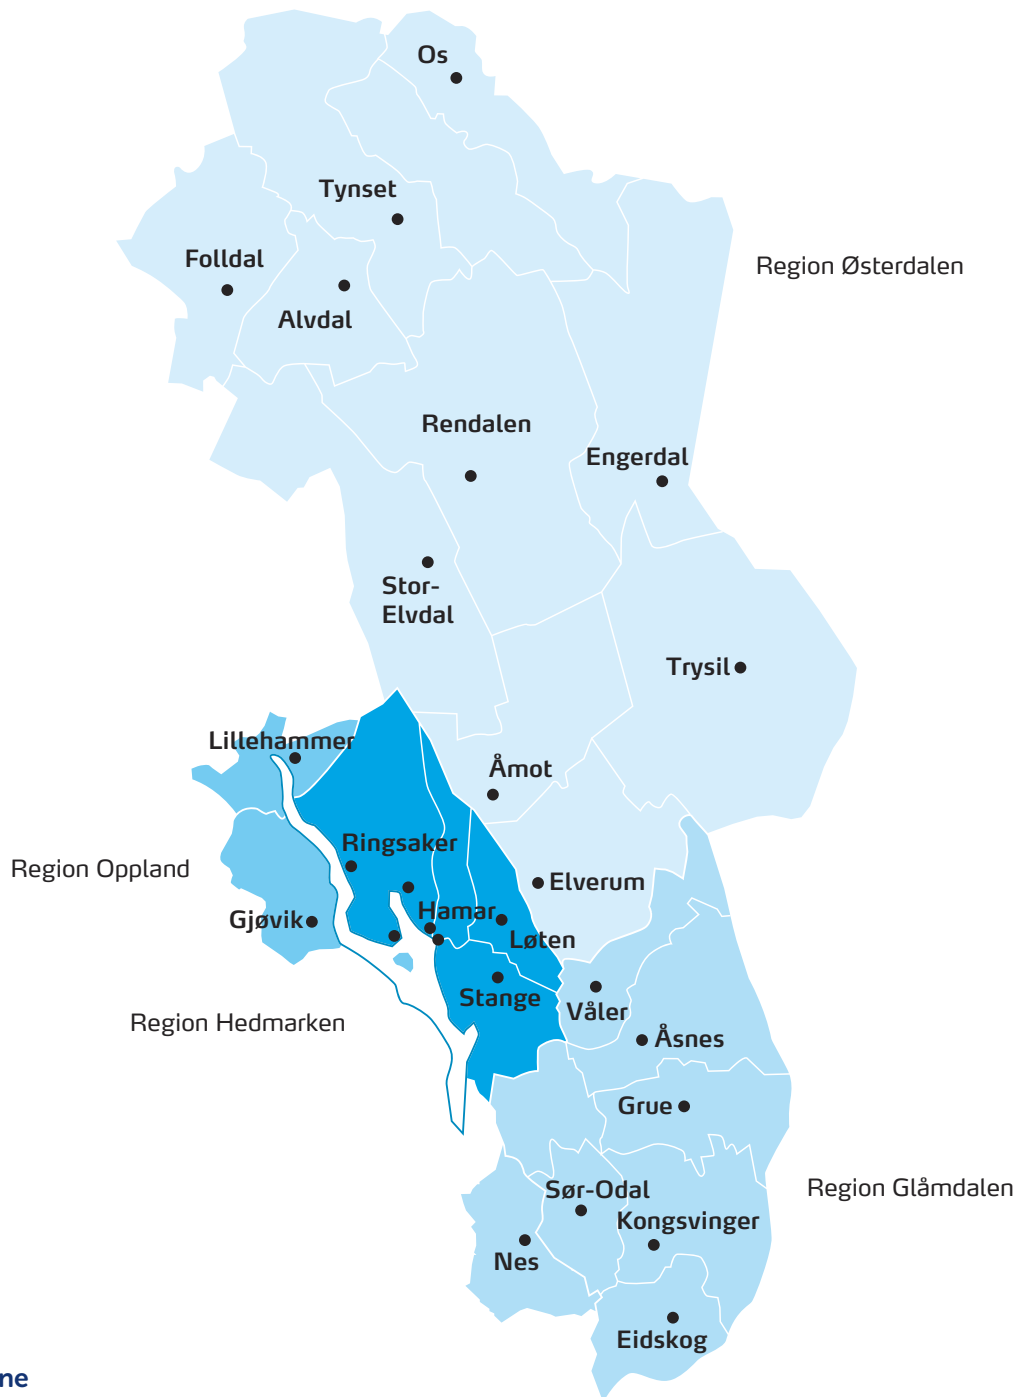 Os
Tynset
Folldal
Region Østerdalen
Alvdal
Rendalen
Engerdal
Stor-
Elvdal
Trysil
Lillehammer
Åmot
Ringsaker
Region Oppland
Elverum
Gjøvik
Hamar
Løten
Stange
Våler
Region Hedmarken
Åsnes
Grue
Sør-Odal
Region Glåmdalen
Kongsvinger
Nes
Eidskog
ne